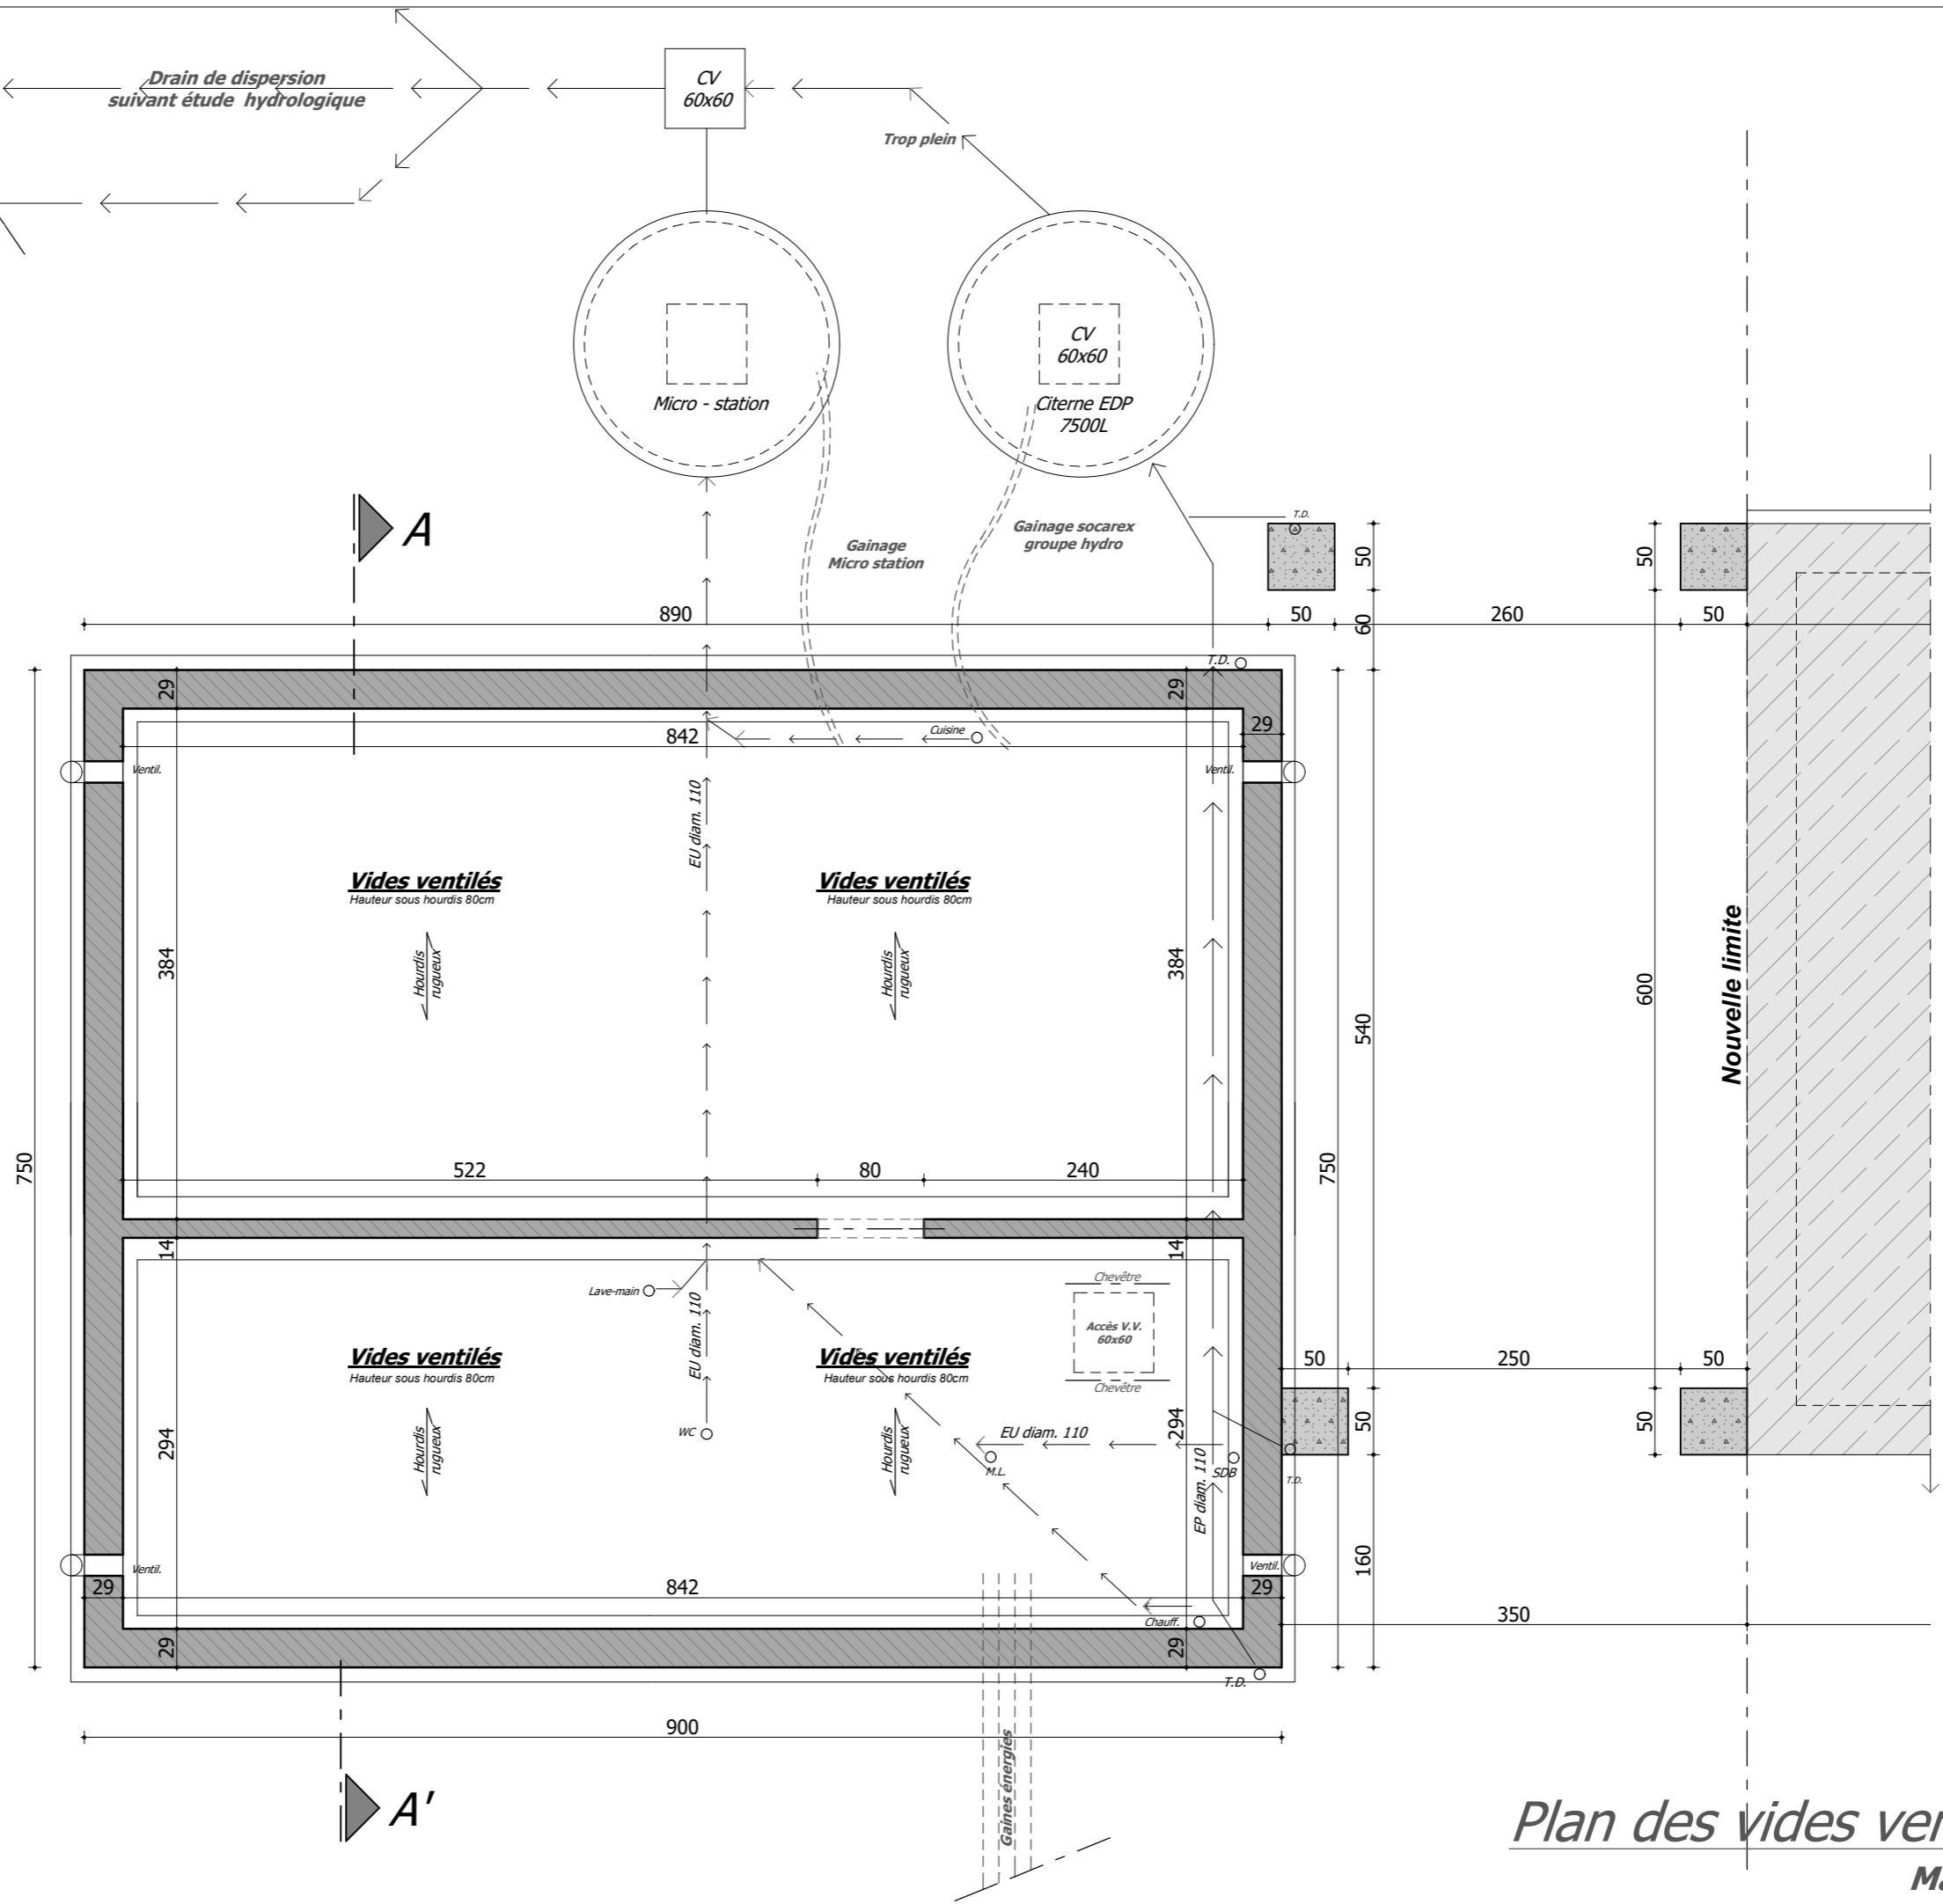 Drain de dispersion
suivant étude hydrologique
CV
60x60
Trop plein
Micro - station
CV
60x60
Citerne EDP
7500L
A
Gainage
Micro station
Gainage socarex
groupe hydro
T.D.
50
50
890
50
60
260
50
T.D.
29
29
29
842
Cuisine
Ventil.
Ventil.
EU diam. 110
Vides ventilés
Hauteur sous hourdis 80cm
Vides ventilés
Hauteur sous hourdis 80cm
Hourdis
rugueux
Hourdis
rugueux
384
384
Nouvelle limite
600
540
750
750
522
80
240
14
14
Lave-main
EU diam. 110
Chevêtre
Accès V.V.
60x60
Chevêtre
Vides ventilés
Hauteur sous hourdis 80cm
Vides ventilés
Hauteur sous hourdis 80cm
50
250
50
Hourdis
rugueux
Hourdis
rugueux
294
294
WC
EU diam. 110
M.L.
SDB
EP diam. 110
T.D.
50
50
160
Ventil.
Ventil.
29
842
29
Chauff.
350
29
29
T.D.
900
Gaines énergies
A'
Plan des vides ve